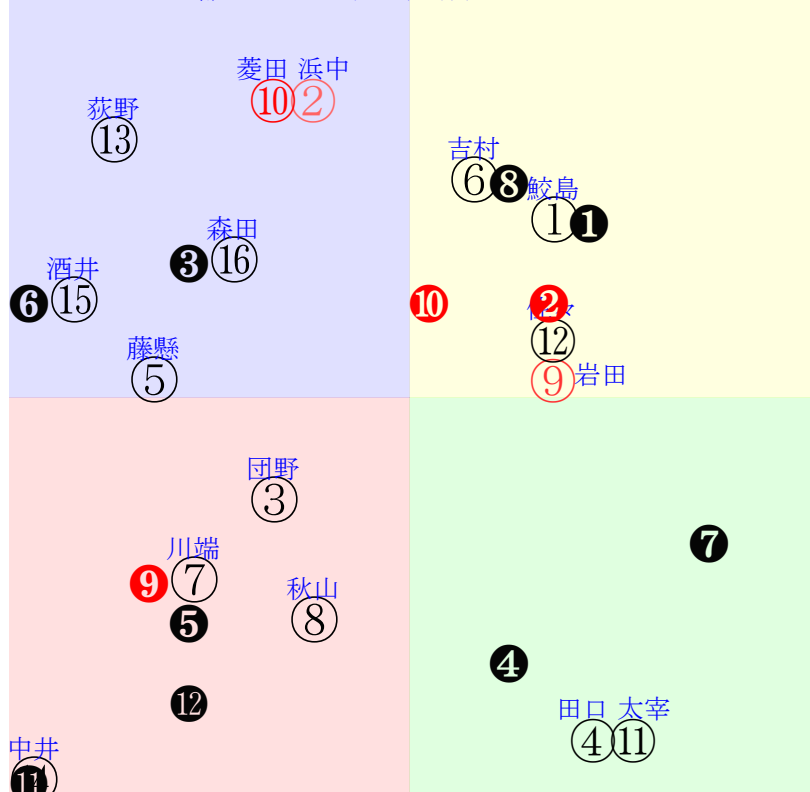 菱田 浜中
⑩②
荻野
⑬
吉村
⑥❽
鮫島
①❶
森田
❸⑯
酒井
❻⑮
❿
❷
⑫
藤懸
⑤
⑨岩田
団野
③
川端
❾⑦
秋山
⑧
❺
❼
❹
⓬
田口 太宰
④⑪
中井
⓫